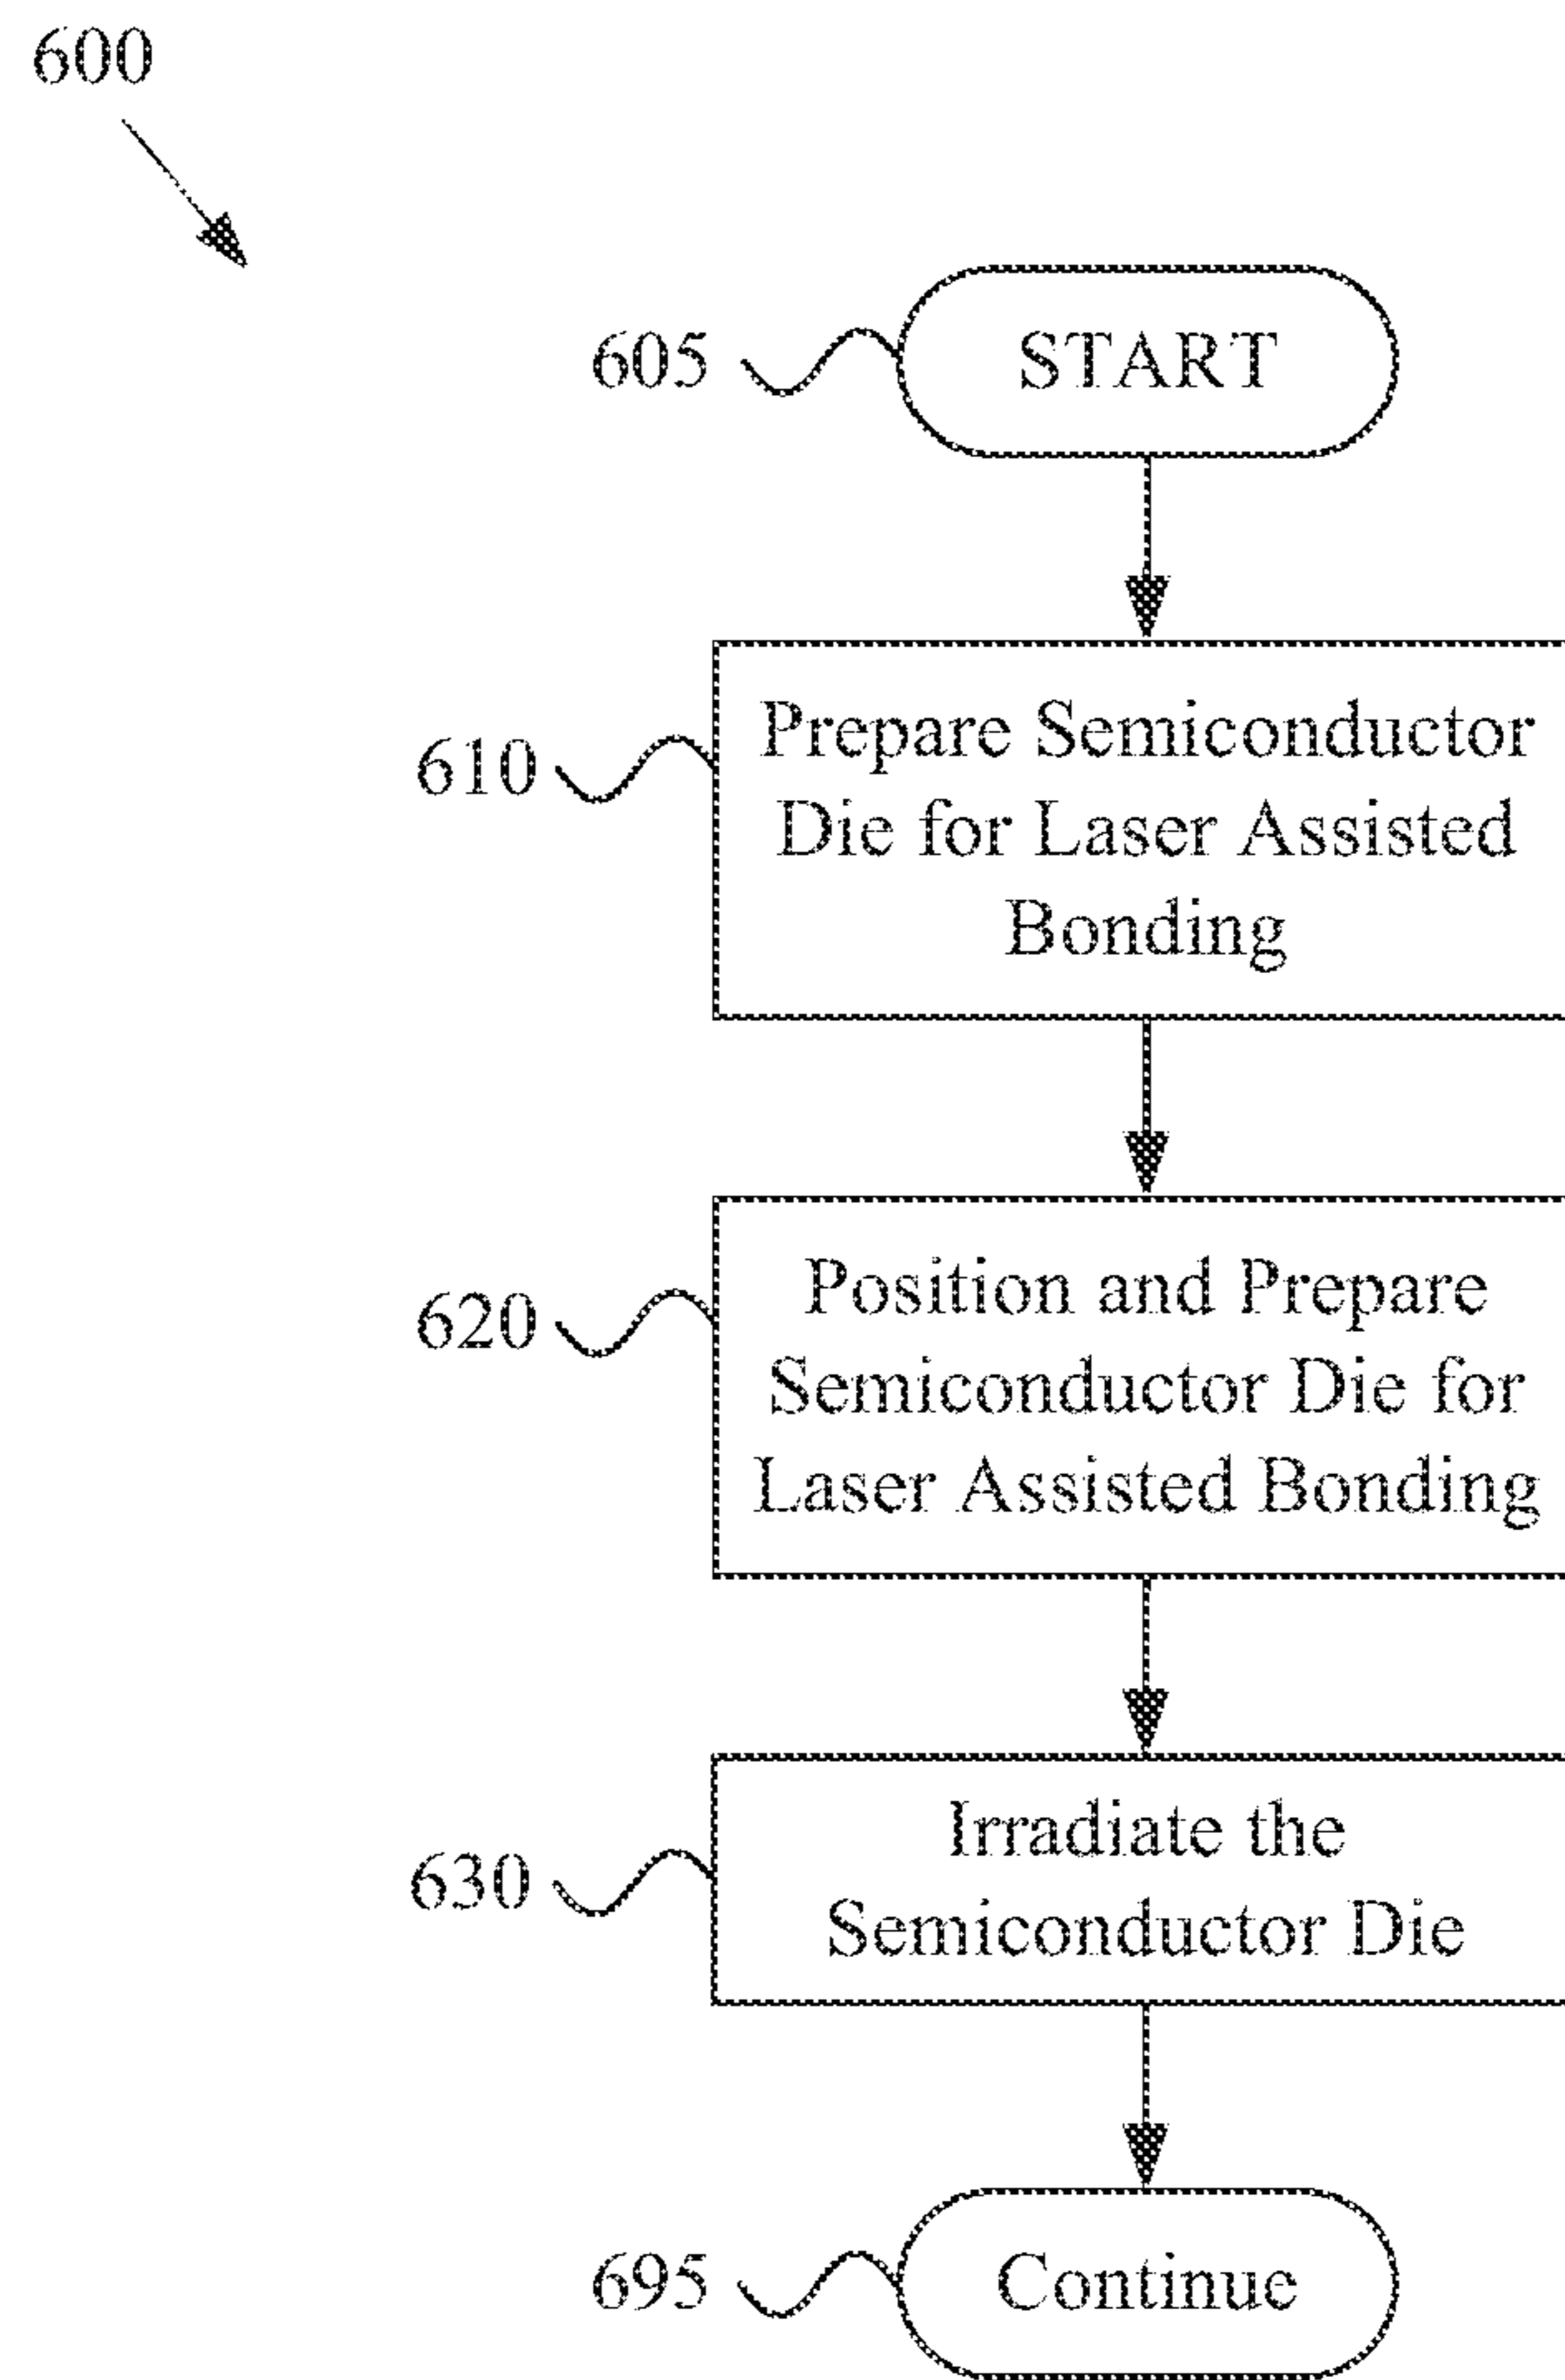 600
605
START
610
Prepare Semiconductor
Die for Laser Assisted
Bonding
620
Position and Prepare
Semiconductor Die for
Laser Assisted Bonding
630
Irradiate the
Semiconductor Die
695
Continue